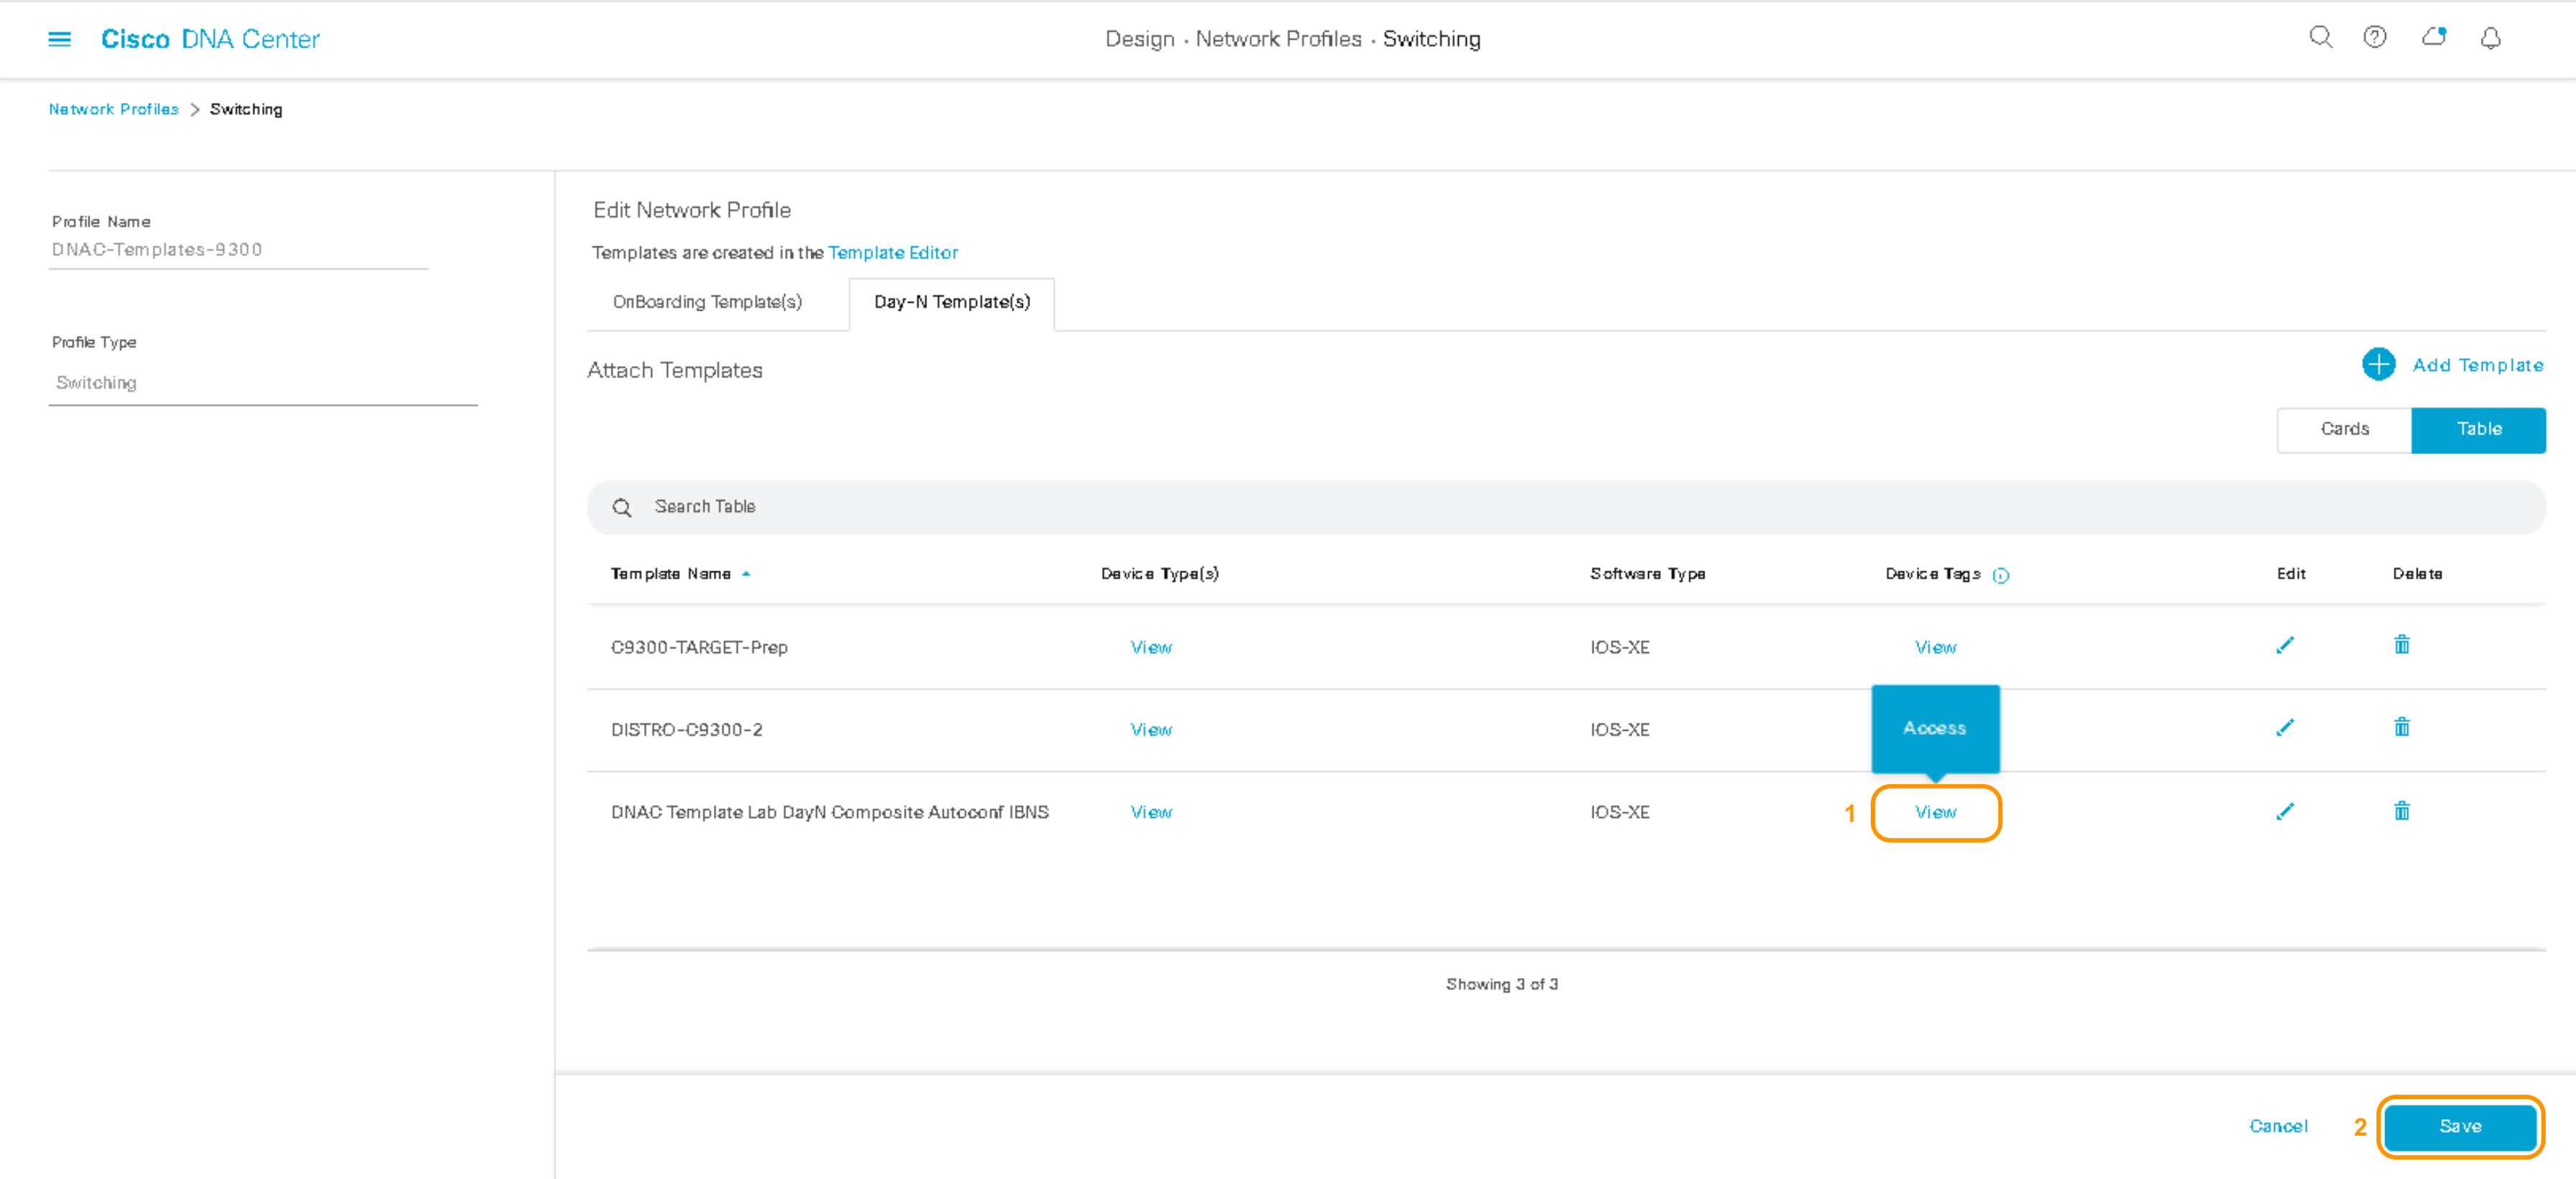 Cisco DNA Center
Design · Network Profiles · Switching
Network Profiles > Switching
Profile Name
DNAC-Templates-9300
Profile Type
Switching
Edit Network Profile
Templates are created in the Template Editor
OnBoarding Template(s)
Day-N Template(s)
Attach Templates
Add Template
Cards
Table
Search Table
Template Name Device Type(s) Software Type Device Tags Edit Delete
C9300-TARGET-Prep View IOS-XE View
DISTRO-C9300-2 View IOS-XE
Access
DNAC Template Lab DayN Composite Autoconf IBNS View IOS-XE 1 View
Showing 3 of 3
Cancel 2 Save